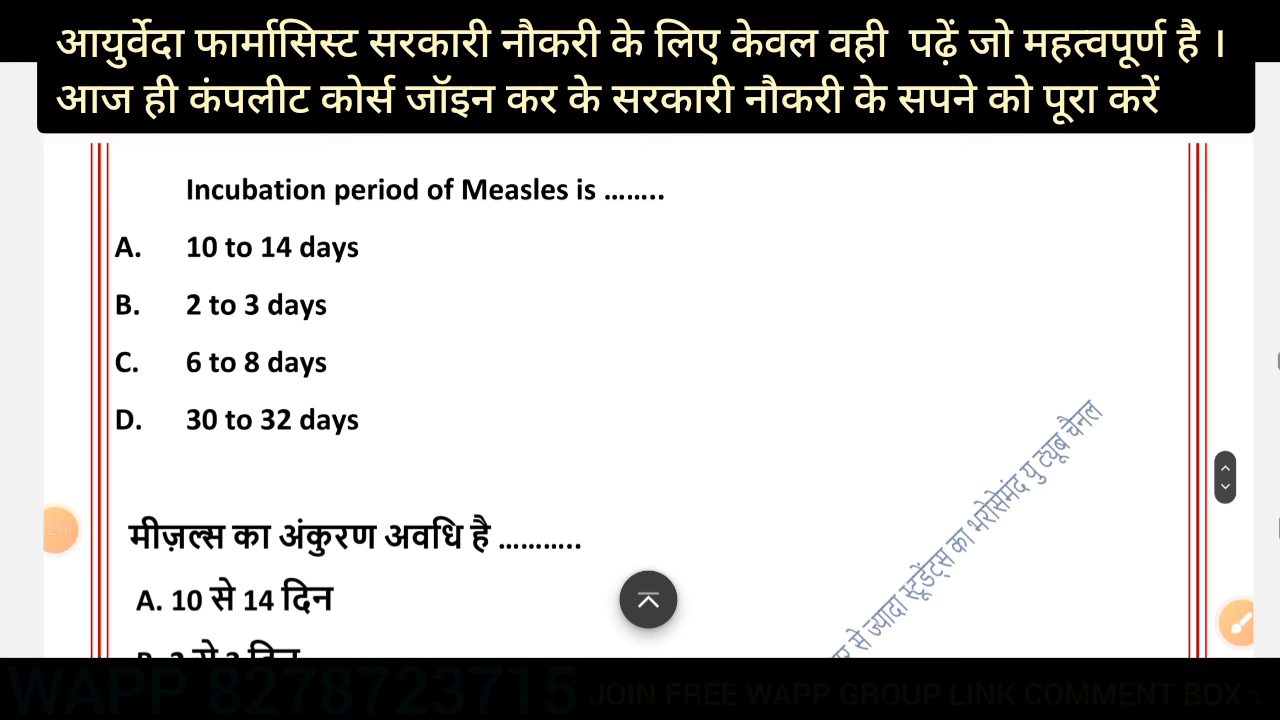 आयुर्वेदा फार्मासिस्ट सरकारी नौकरी के लिए केवल वही पढ़ें जो महत्वपूर्ण है ।
आज ही कंपलीट कोर्स जॉइन कर के सरकारी नौकरी के सपने को पूरा करें
Incubation period of Measles is ........
A. 10 to 14 days
B. 2 to 3 days
C. 6 to 8 days
D. 30 to 32 days
मीज़ल्स का अंकुरण अवधि है ...........
A. 10 से 14 दिन
से ज्यादा स्टूडेंट्स का भरोसेमंद यु ट्यूब चैनल
WAPP 8278723715 JOIN FREE WAPP GROUP LINK COMMENT BOX